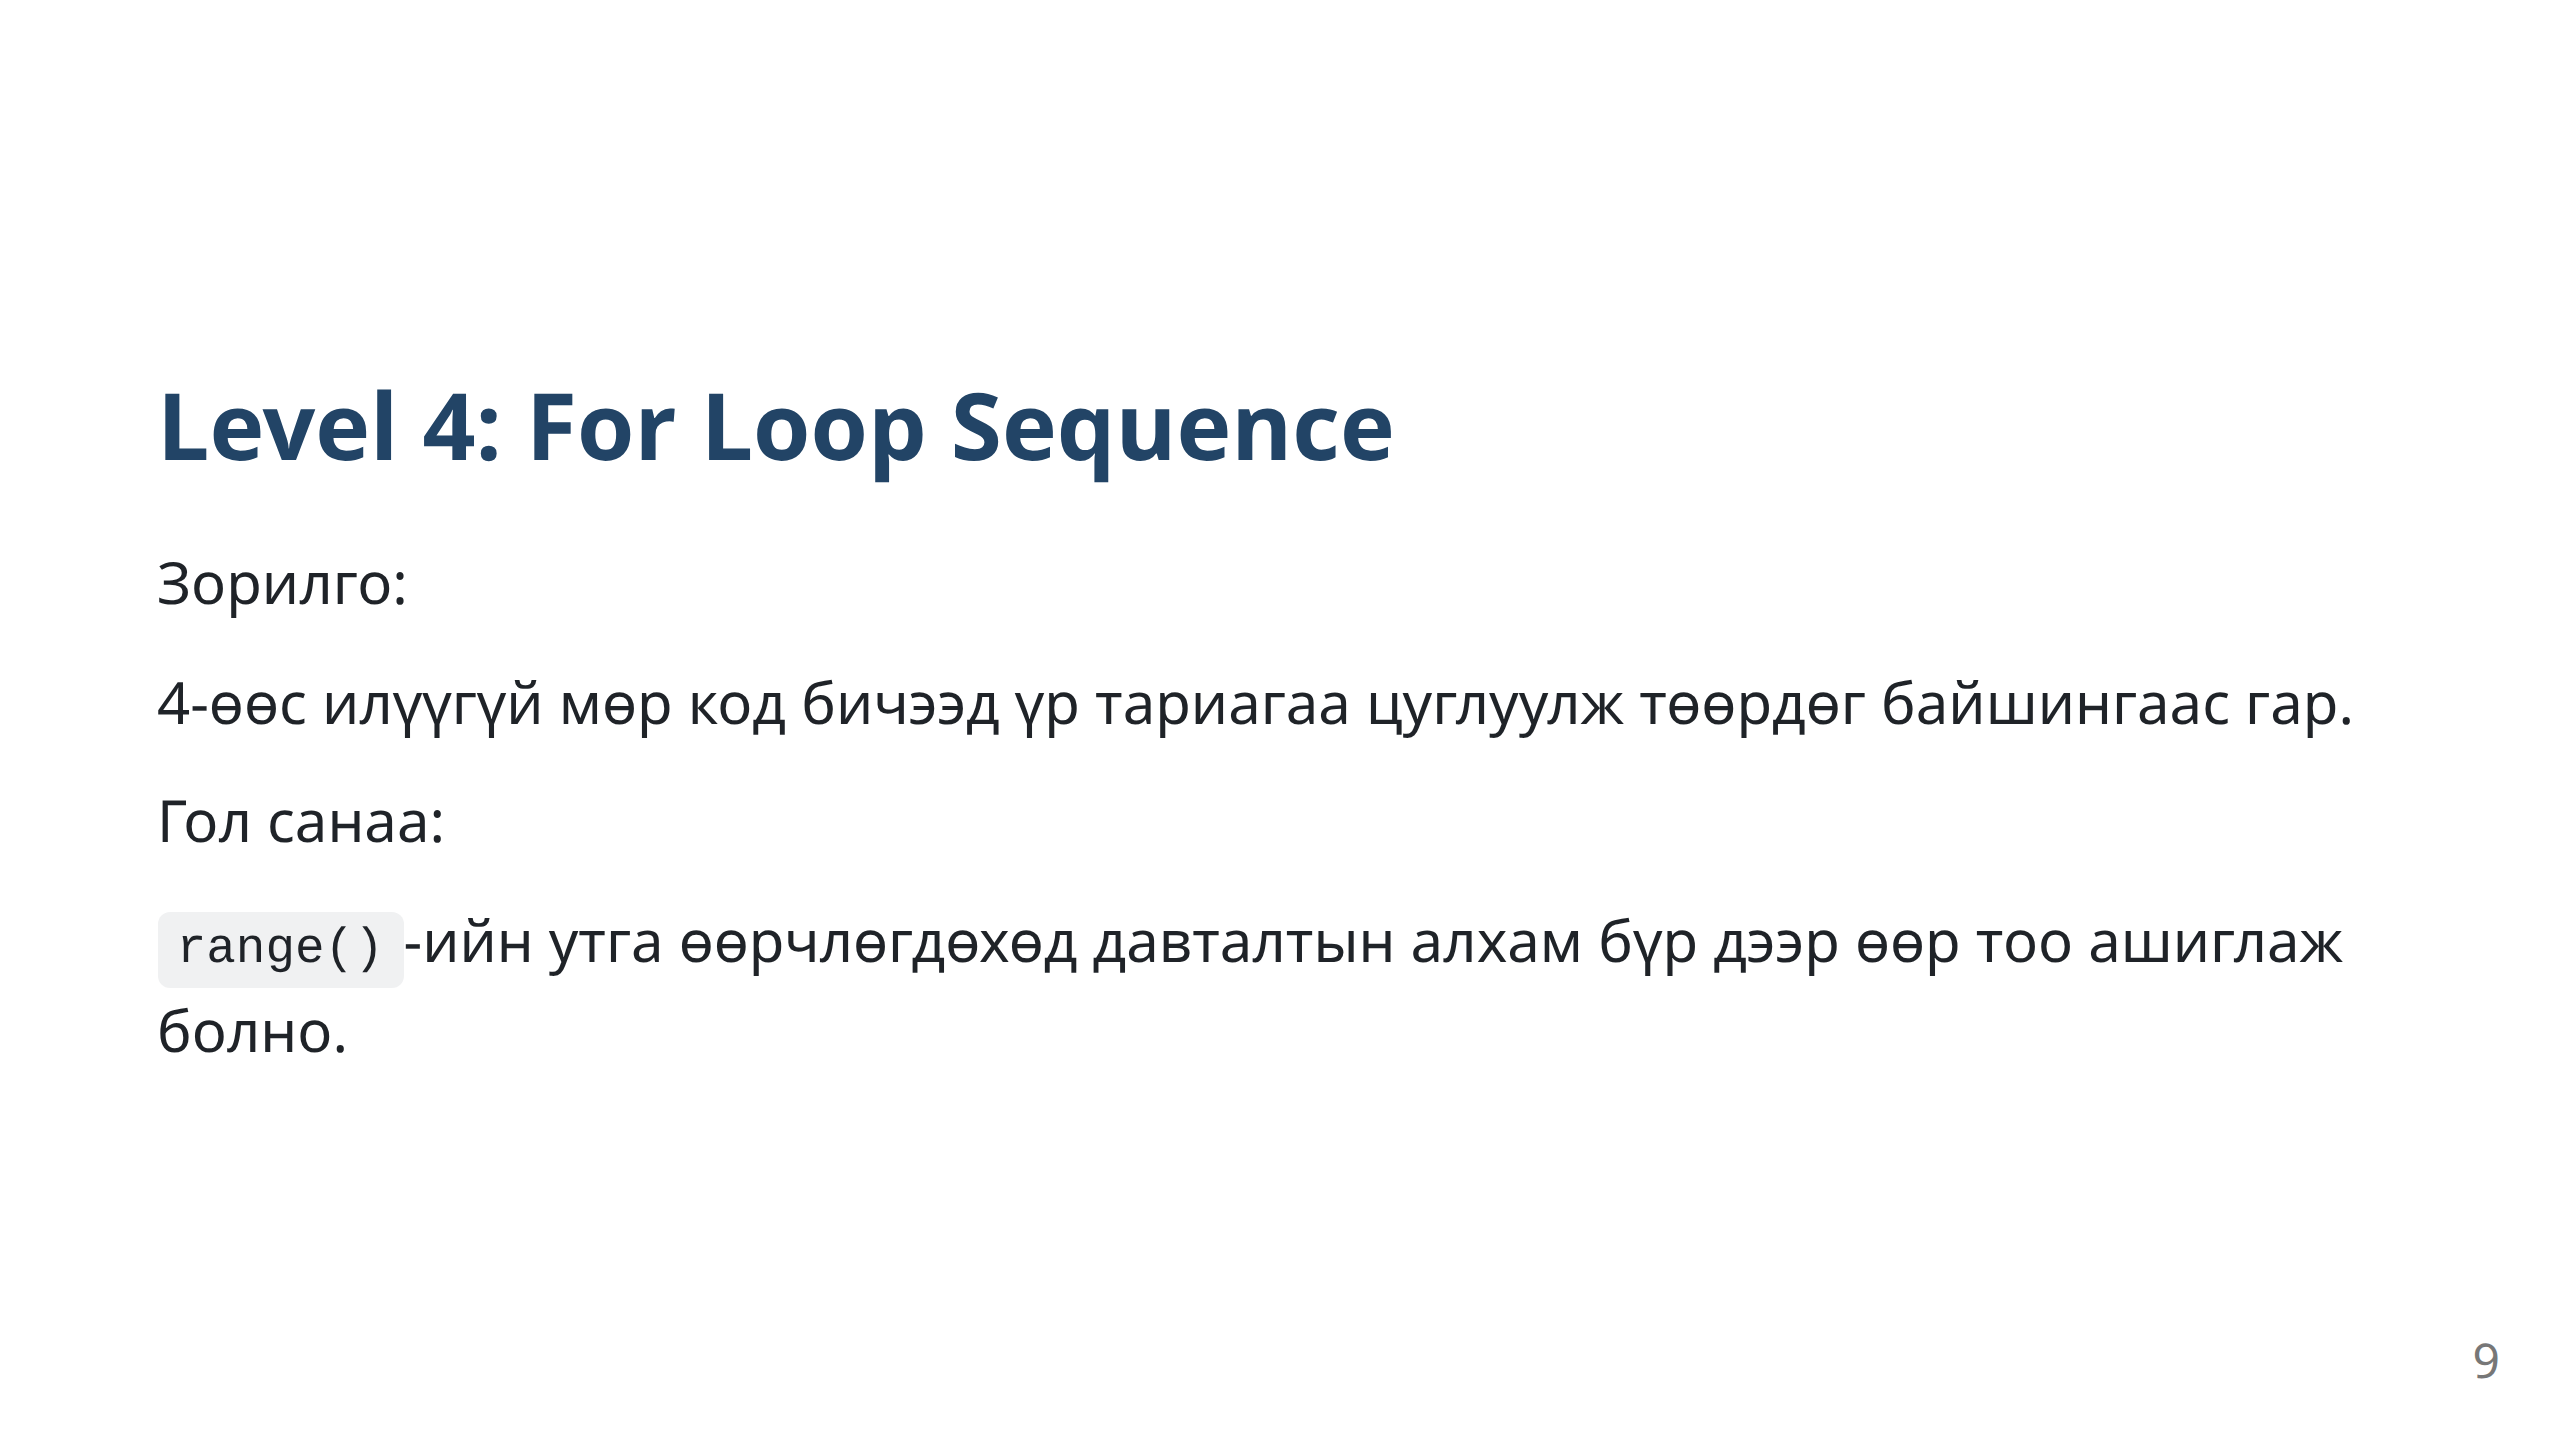 Level 4: For Loop Sequence
Зорилго:
4-өөс илүүгүй мөр код бичээд үр тариагаа цуглуулж төөрдөг байшингаас гар.
Гол санаа:
range()-ийн утга өөрчлөгдөхөд давталтын алхам бүр дээр өөр тоо ашиглаж
болно.
9